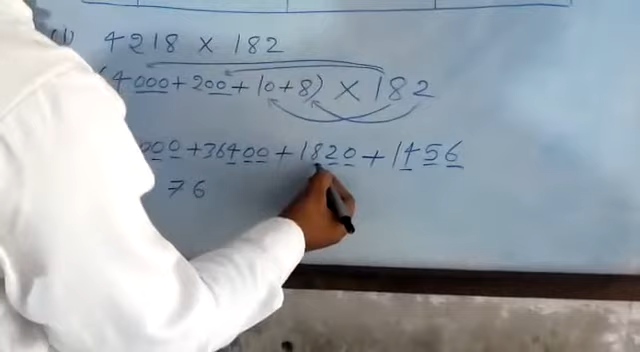 (1) 4218 × 182
(4000+200+10+8) × 182
000 +36400+1820+1456
76